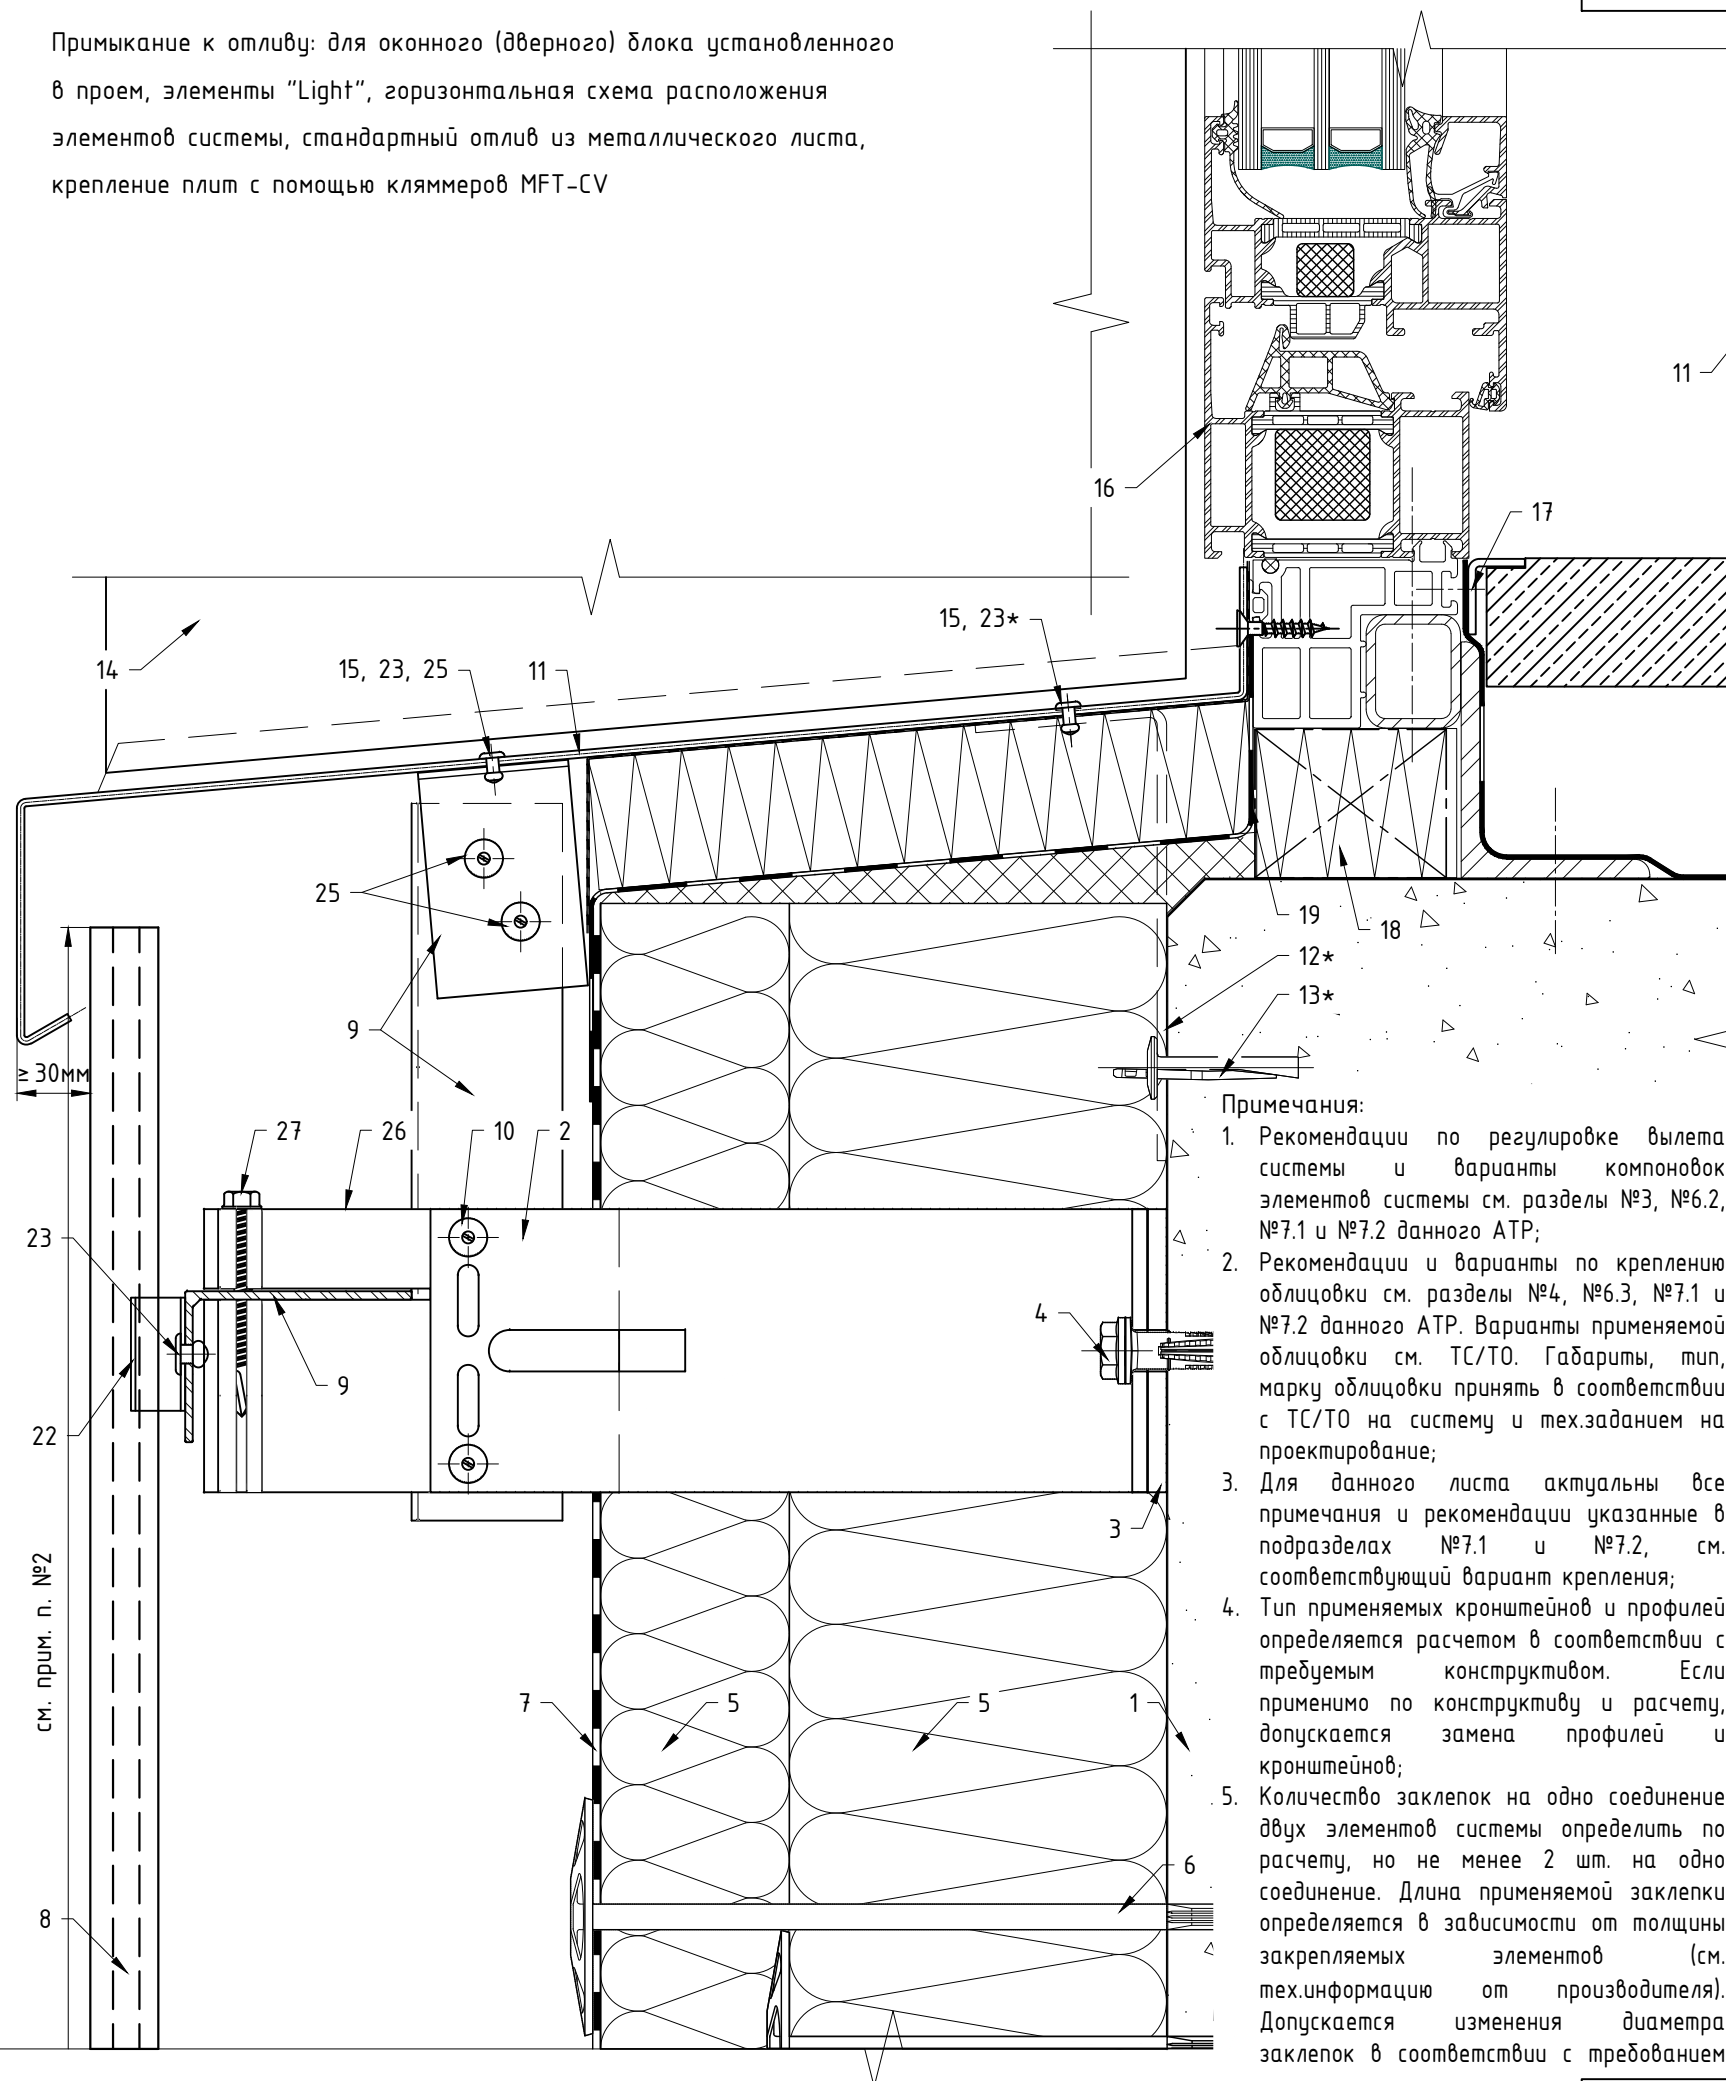 Примыкание к отливу: для оконного (дверного) блока установленного
в проем, элементы "Light", горизонтальная схема расположения
элементов системы, стандартный отлив из металлического листа,
крепление плит с помощью кляммеров MFT-CV
11
16
17
15, 23*
14
15, 23, 25
11
25
19
18
12*
13*
9
≥ 30мм
27
26
10
2
23
4
9
22
3
см. прим. п. №2
7
5
5
1
6
8
Примечания:
1. Рекомендации по регулировке вылета
системы и варианты компоновок
элементов системы см. разделы №3, №6.2,
№7.1 и №7.2 данного АТР;
2. Рекомендации и варианты по креплению
облицовки см. разделы №4, №6.3, №7.1 и
№7.2 данного АТР. Варианты применяемой
облицовки см. ТС/ТО. Габариты, тип,
марку облицовки принять в соответствии
с ТС/ТО на систему и тех.заданием на
проектирование;
3. Для данного листа актуальны все
примечания и рекомендации указанные в
подразделах №7.1 и №7.2, см.
соответствующий вариант крепления;
4. Тип применяемых кронштейнов и профилей
определяется расчетом в соответствии с
требуемым конструктивом. Если
применимо по конструктиву и расчету,
допускается замена профилей и
кронштейнов;
5. Количество заклепок на одно соединение
двух элементов системы определить по
расчету, но не менее 2 шт. на одно
соединение. Длина применяемой заклепки
определяется в зависимости от толщины
закрепляемых элементов (см.
тех.информацию от производителя).
Допускается изменения диаметра
заклепок в соответствии с требованием